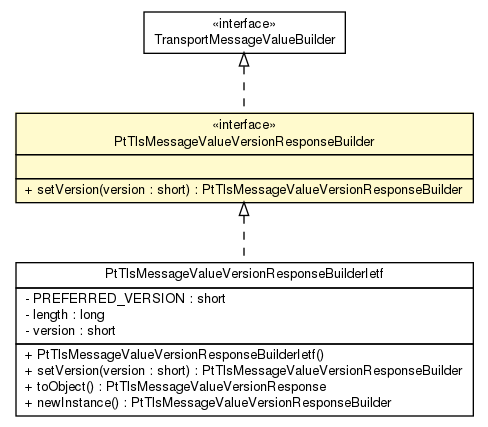 «interface»
TransportMessageValueBuilder
«interface»
PtTlsMessageValueVersionResponseBuilder
+ setVersion(version : short) : PtTlsMessageValueVersionResponseBuilder
PtTlsMessageValueVersionResponseBuilderIetf
- PREFERRED_VERSION : short
- length : long
- version : short
+ PtTlsMessageValueVersionResponseBuilderIetf()
+ setVersion(version : short) : PtTlsMessageValueVersionResponseBuilder
+ toObject() : PtTlsMessageValueVersionResponse
+ newInstance() : PtTlsMessageValueVersionResponseBuilder